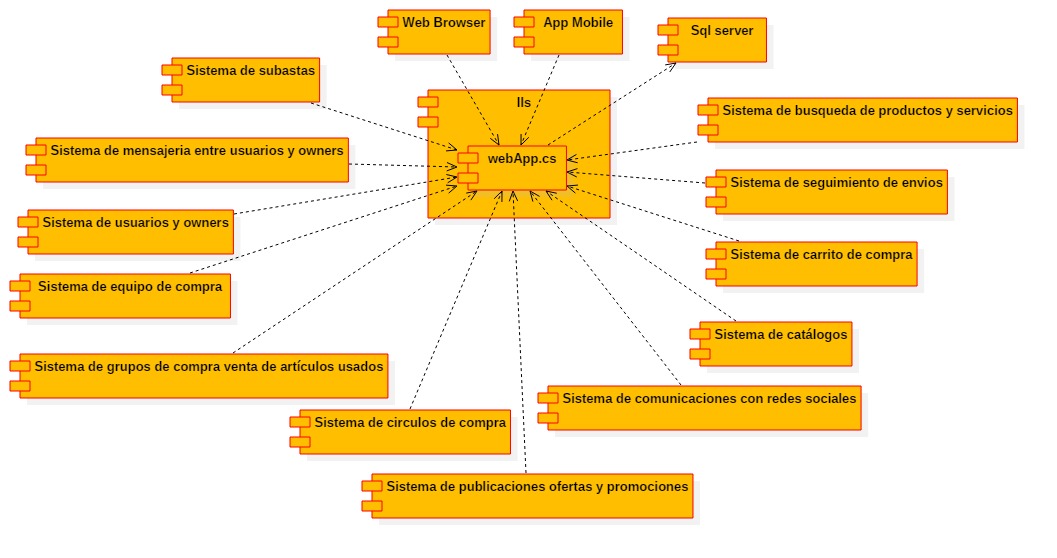 Web Browser
App Mobile
Sql server
Sistema de subastas
IIs
Sistema de busqueda de productos y servicios
Sistema de mensajeria entre usuarios y owners
webApp.cs
Sistema de seguimiento de envios
Sistema de usuarios y owners
Sistema de carrito de compra
Sistema de equipo de compra
Sistema de catálogos
Sistema de grupos de compra venta de artículos usados
Sistema de comunicaciones con redes sociales
Sistema de circulos de compra
Sistema de publicaciones ofertas y promociones